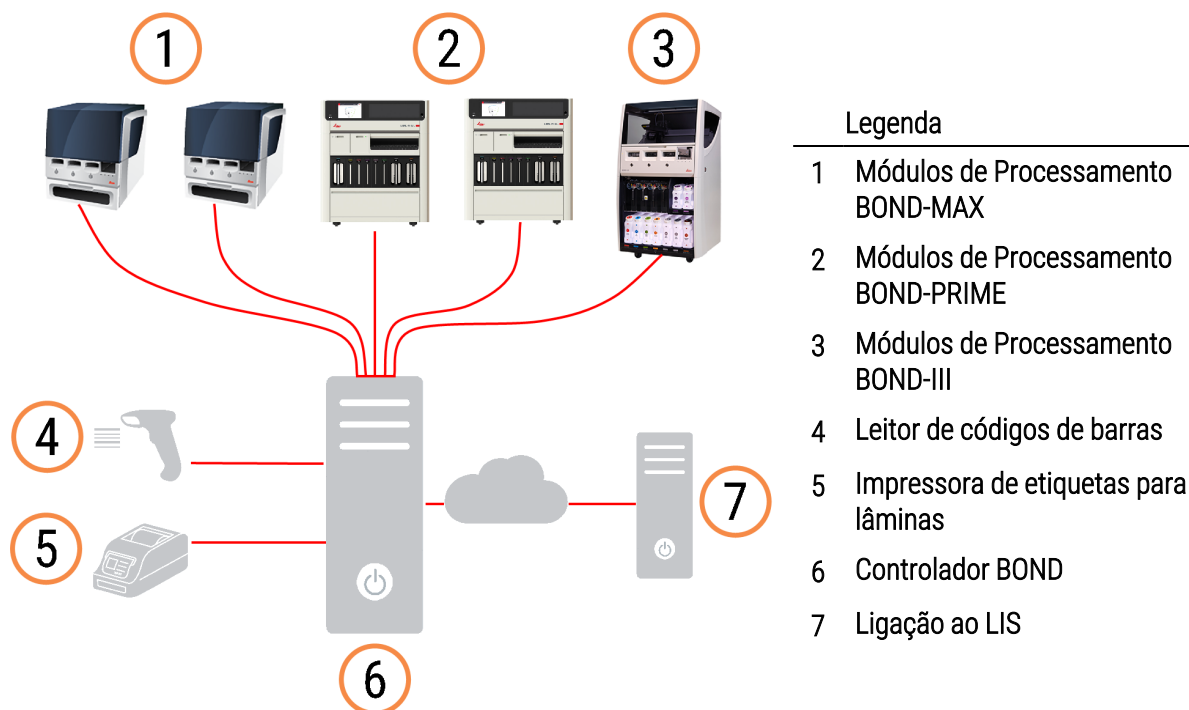 1
2
3
4
5
6
7
Legenda
1 Módulos de Processamento
BOND-MAX
2 Módulos de Processamento
BOND-PRIME
3 Módulos de Processamento
BOND-III
4 Leitor de códigos de barras
5 Impressora de etiquetas para
lâminas
6 Controlador BOND
7 Ligação ao LIS